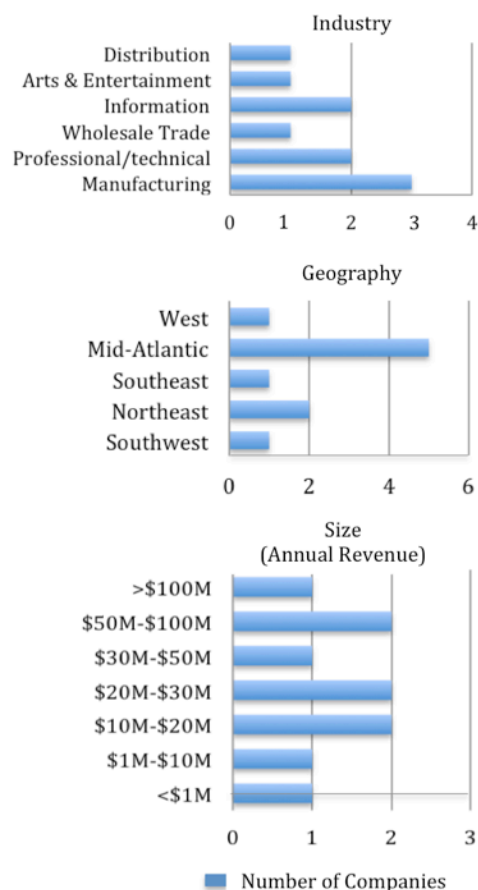 Industry
Distribution
Arts & Entertainment
Information
Wholesale Trade
Professional/technical
Manufacturing
0 1 2 3 4
Geography
West
Mid-Atlantic
Southeast
Northeast
Southwest
0 2 4 6
Size
(Annual Revenue)
>$100M
$50M-$100M
$30M-$50M
$20M-$30M
$10M-$20M
$1M-$10M
<$1M
0 1 2 3
Number of Companies